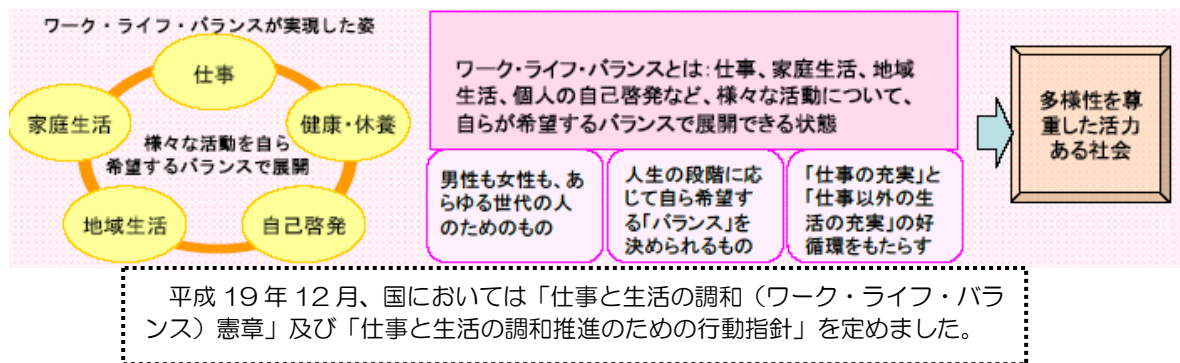 ワーク・ライフ・バランスが実現した姿
仕事
家庭生活
健康・休養
様々な活動を自ら
希望するバランスで展開
地域生活
自己啓発
ワーク・ライフ・バランスとは：仕事、家庭生活、地域
生活、個人の自己啓発など、様々な活動について、
自らが希望するバランスで展開できる状態
男性も女性も、あ
らゆる世代の人
のためのもの
人生の段階に応
じて自ら希望す
る「バランス」を
決められるもの
「仕事の充実」と
「仕事以外の生
活の充実」の好
循環をもたらす
多様性を尊
重した活力
ある社会
平成 19 年 12 月、国においては「仕事と生活の調和（ワーク・ライフ・バラ
ンス）憲章」及び「仕事と生活の調和推進のための行動指針」を定めました。